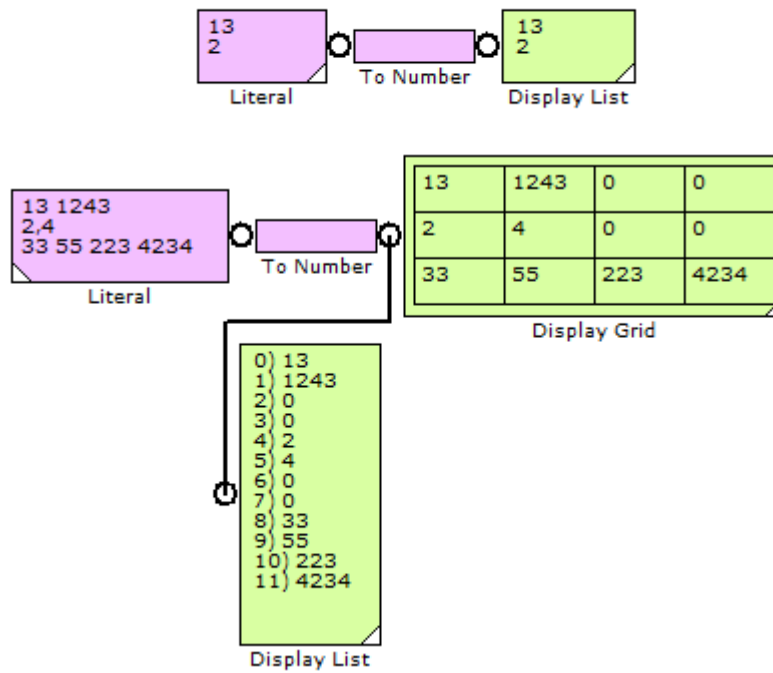 13
2
Literal
To Number
13
2
Display List
13 1243
2,4
33 55 223 4234
Literal
To Number
13 1243 0 0
2 4 0 0
33 55 223 4234
Display Grid
0) 13
1) 1243
2) 0
3) 0
4) 2
5) 4
6) 0
7) 0
8) 33
9) 55
10) 223
11) 4234
Display List